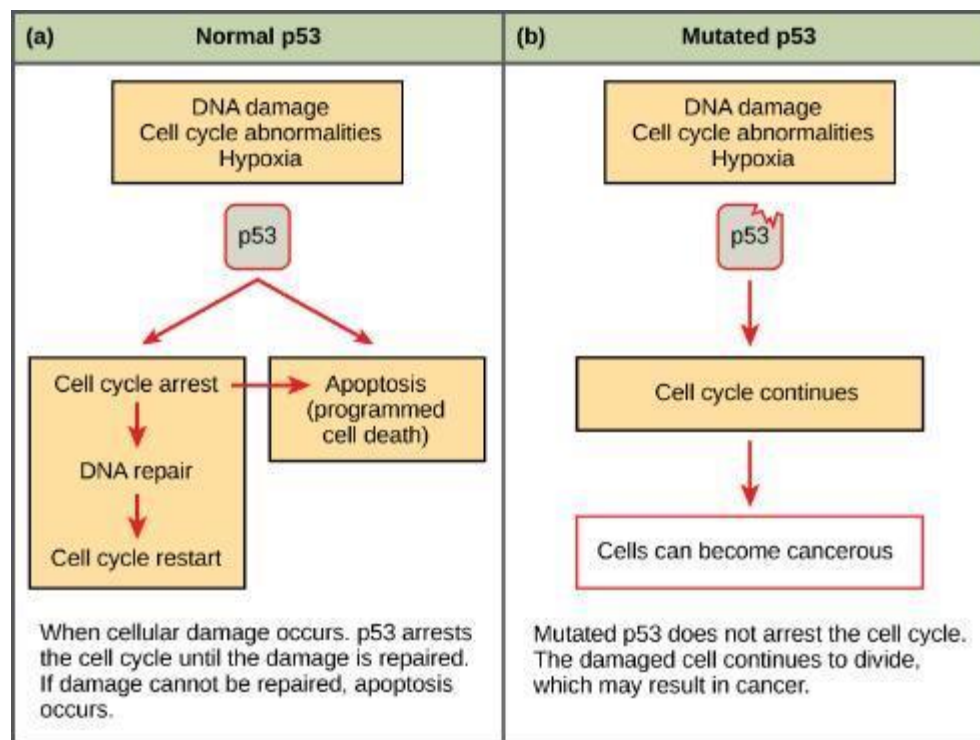 (a) Normal p53
DNA damage
Cell cycle abnormalities
Hypoxia
p53
Cell cycle arrest
DNA repair
Cell cycle restart
Apoptosis
(programmed
cell death)
When cellular damage occurs. p53 arrests
the cell cycle until the damage is repaired.
If damage cannot be repaired, apoptosis
occurs.
(b) Mutated p53
DNA damage
Cell cycle abnormalities
Hypoxia
p53
Cell cycle continues
Cells can become cancerous
Mutated p53 does not arrest the cell cycle.
The damaged cell continues to divide,
which may result in cancer.